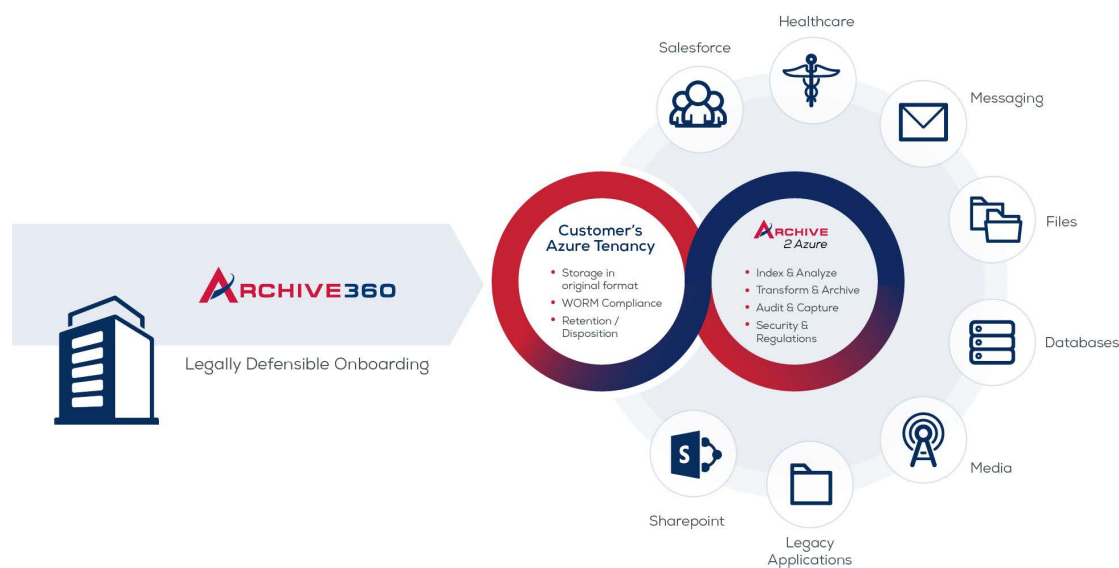 ARCHIVE360
Legally Defensible Onboarding
Customer's
Azure Tenancy
• Storage in
original format
• WORM Compliance
• Retention /
Disposition
ARCHIVE
2 Azure
• Index & Analyze
• Transform & Archive
• Audit & Capture
• Security &
Regulations
Salesforce
Healthcare
Messaging
Files
Databases
Media
Legacy
Applications
S
Sharepoint